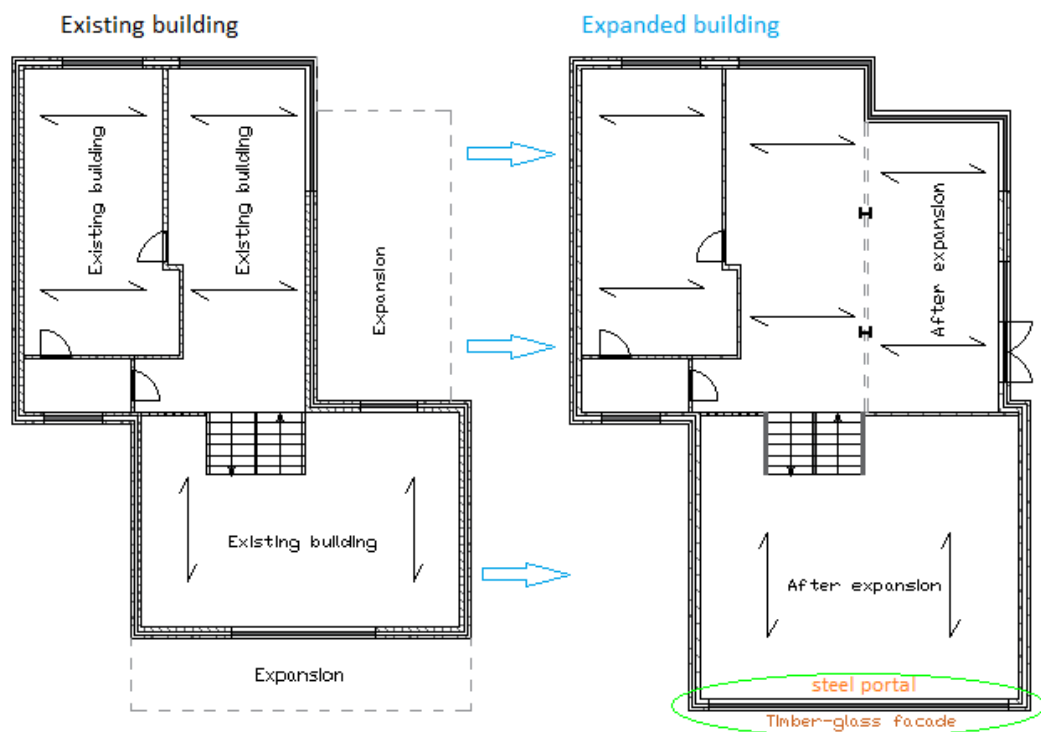 Existing building
Expanded building
Existing building
Existing building
Expansion
After expansion
Existing building
After expansion
Expansion
steel portal
Timber-glass facade